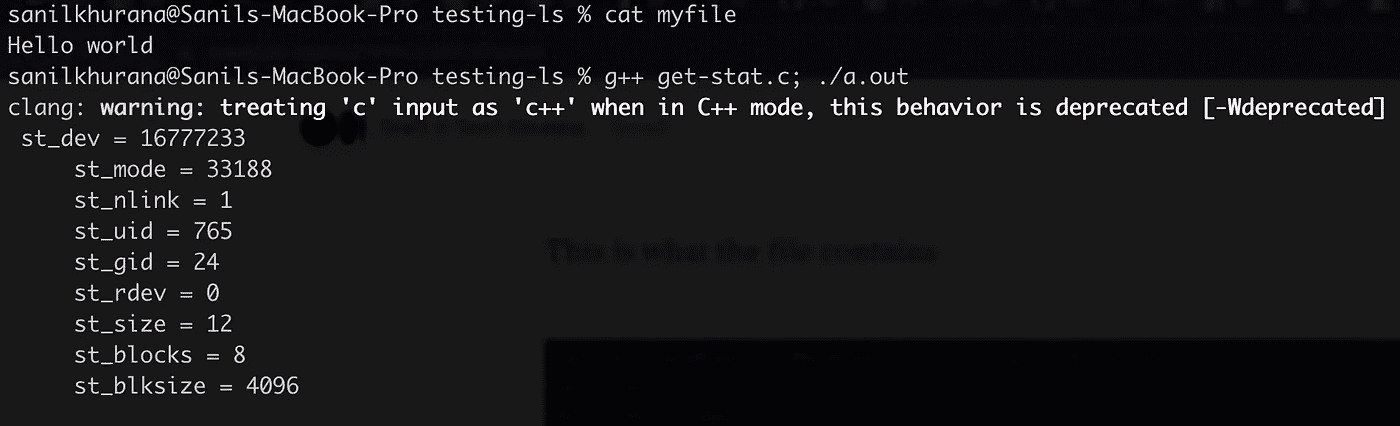 sanilkhurana@Sanils-MacBook-Pro testing-ls % cat myfile
Hello world
sanilkhurana@Sanils-MacBook-Pro testing-ls % g++ get-stat.c; ./a.out
clang: warning: treating 'c' input as 'c++' when in C++ mode, this behavior is deprecated [-Wdeprecated]
st_dev = 16777233
st_mode = 33188
st_nlink = 1
st_uid = 765
st_gid = 24
st_rdev = 0
st_size = 12
st_blocks = 8
st_blksize = 4096
This is what the file contains